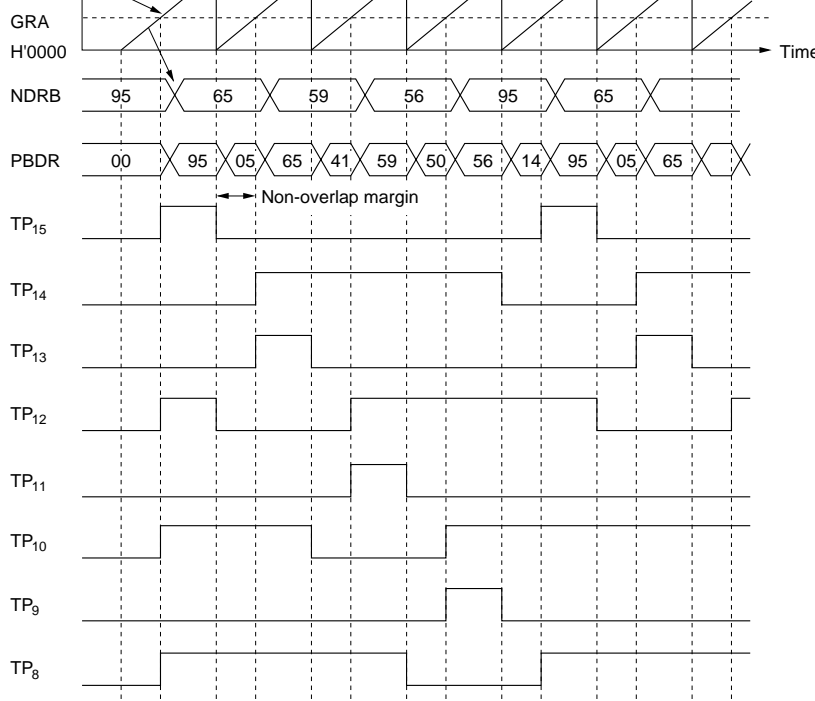 GRA
H'0000
Time
NDRB 95 65 59 56 95 65
PBDR 00 95 05 65 41 59 50 56 14 95 05 65
Non-overlap margin
TP15
TP14
TP13
TP12
TP11
TP10
TP9
TP8